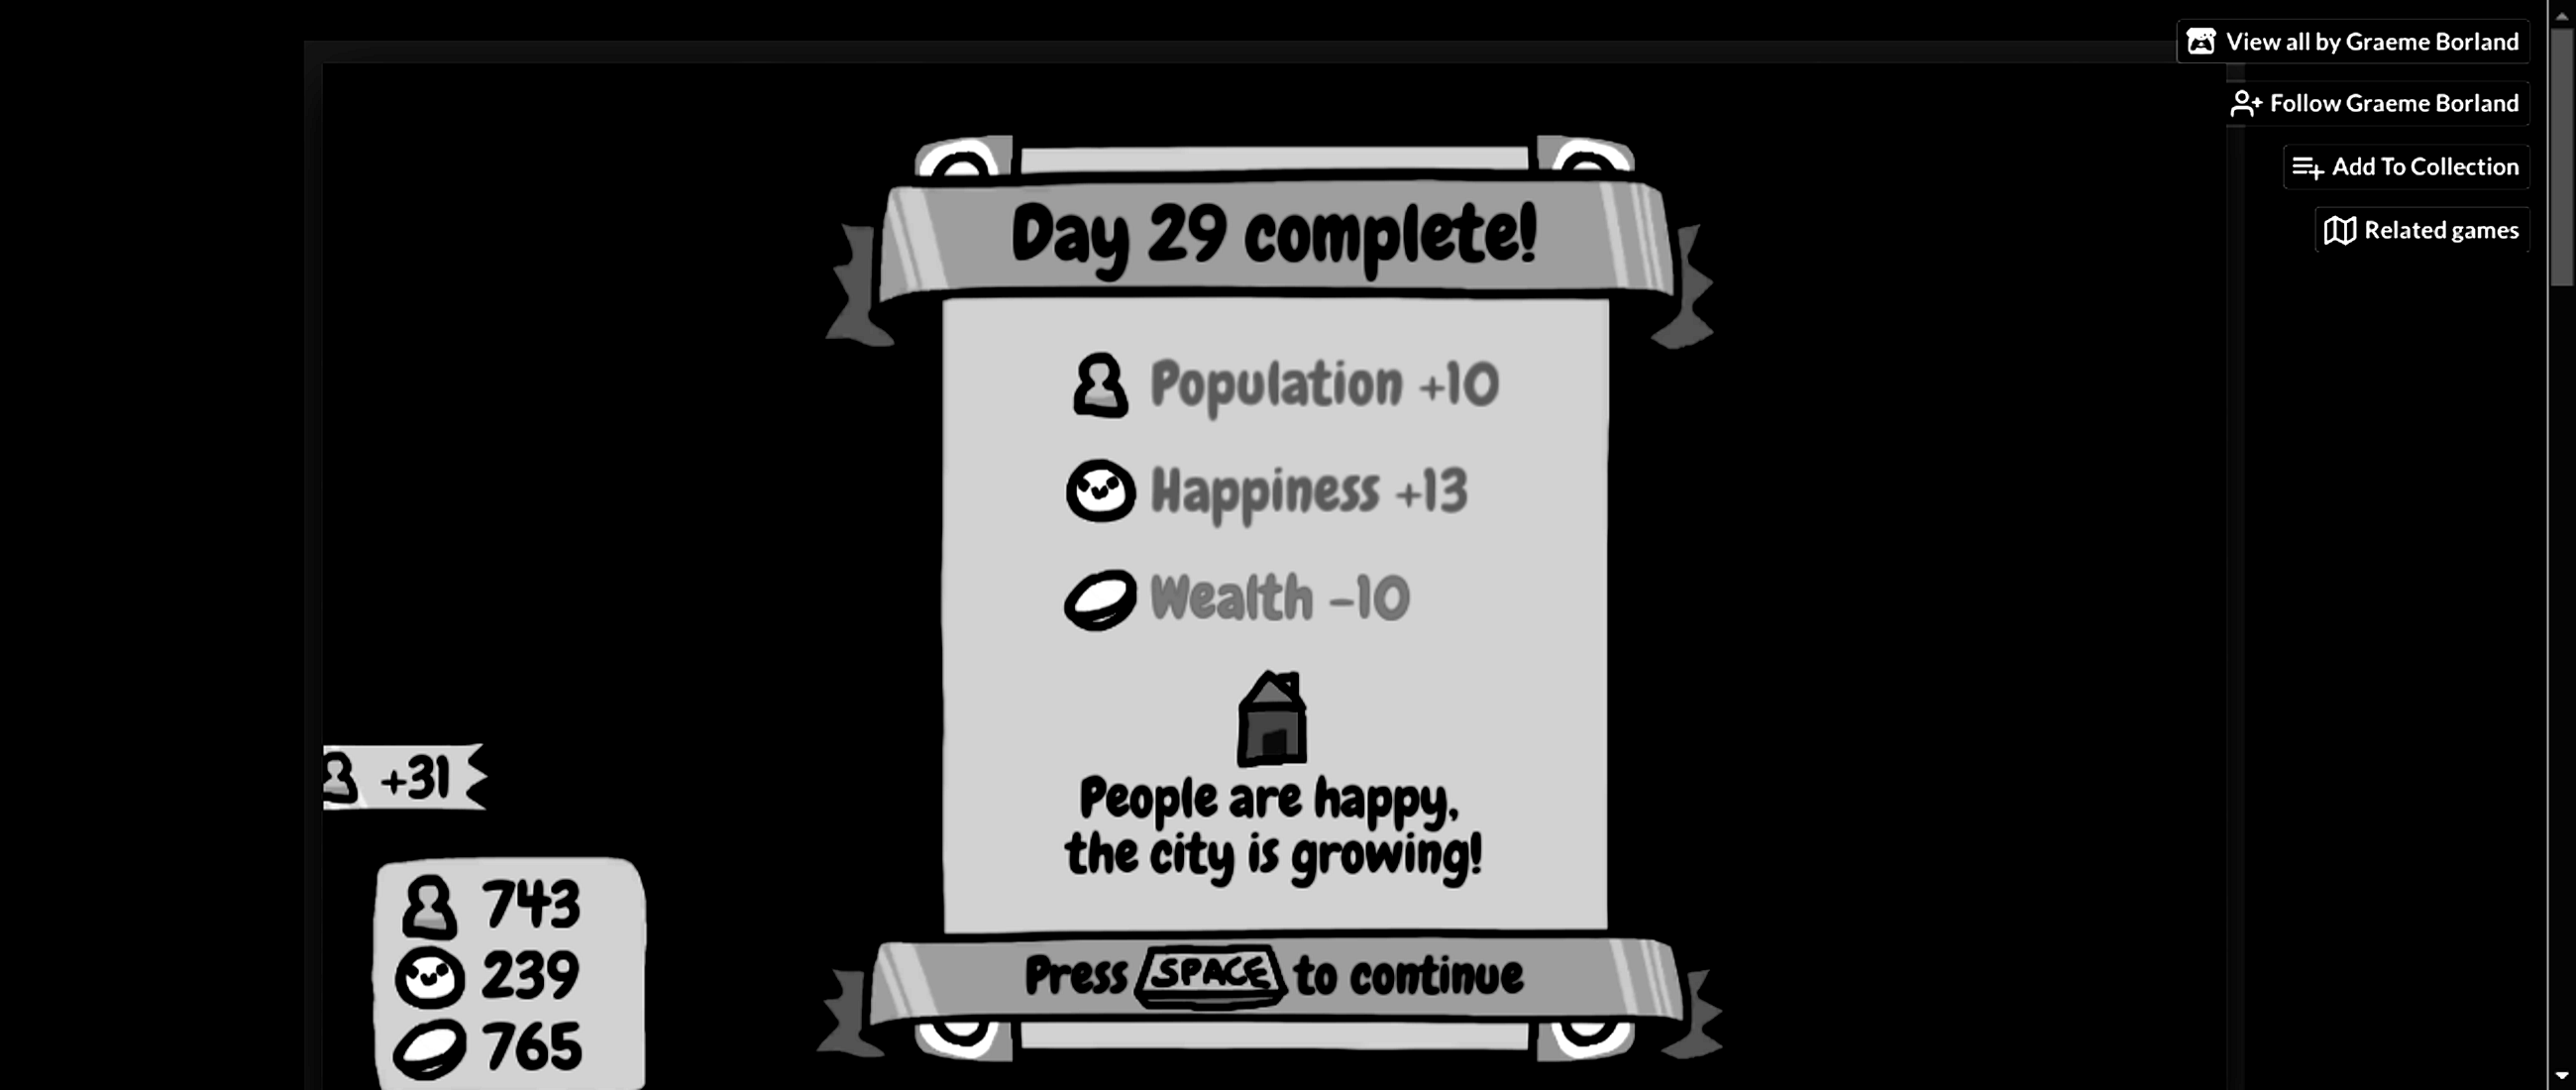 View all by Graeme Borland
Follow Graeme Borland
Add To Collection
Related games
Day 29 complete!
Population +10
Happiness +13
Wealth -10
People are happy,
the city is growing!
Press SPACE to continue
+31
743
239
765